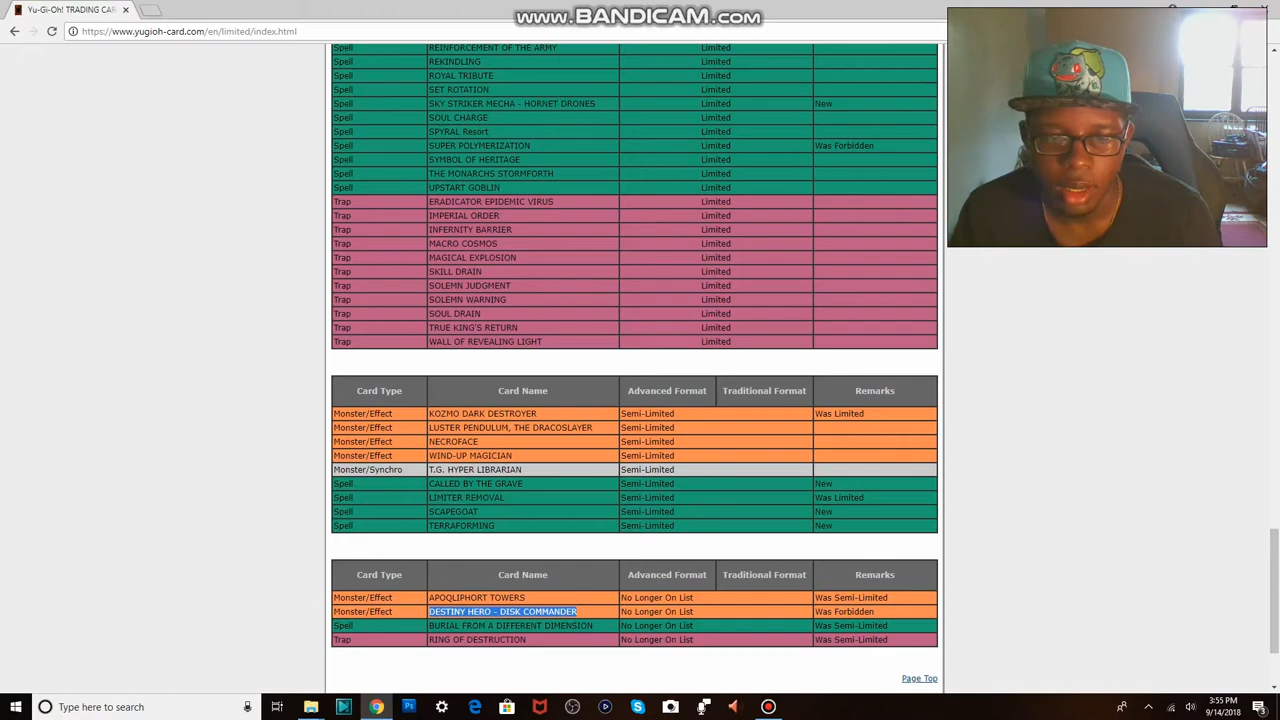 www.BANDICAM.com
Yu-Gi-Oh! TRADING CAR
www.yugioh-card.com/en/limited/index.html
Spell REINFORCEMENT OF THE ARMY Limited
Spell REKINDLING Limited
Spell ROYAL TRIBUTE Limited
Spell SET ROTATION Limited
Spell SKY STRIKER MECHA - HORNET DRONES Limited New
Spell SOUL CHARGE Limited
Spell SPYRAL Resort Limited
Spell SUPER POLYMERIZATION Limited Was Forbidden
Spell SYMBOL OF HERITAGE Limited
Spell THE MONARCHS STORMFORTH Limited
Spell UPSTART GOBLIN Limited
Trap ERADICATOR EPIDEMIC VIRUS Limited
Trap IMPERIAL ORDER Limited
Trap INFERNITY BARRIER Limited
Trap MACRO COSMOS Limited
Trap MAGICAL EXPLOSION Limited
Trap SKILL DRAIN Limited
Trap SOLEMN JUDGMENT Limited
Trap SOLEMN WARNING Limited
Trap SOUL DRAIN Limited
Trap TRUE KING'S RETURN Limited
Trap WALL OF REVEALING LIGHT Limited
Card Type Card Name Advanced Format Traditional Format Remarks
Monster/Effect KOZMO DARK DESTROYER Semi-Limited Was Limited
Monster/Effect LUSTER PENDULUM, THE DRACOSLAYER Semi-Limited
Monster/Effect NECROFACE Semi-Limited
Monster/Effect WIND-UP MAGICIAN Semi-Limited
Monster/Synchro T.G. HYPER LIBRARIAN Semi-Limited
Spell CALLED BY THE GRAVE Semi-Limited New
Spell LIMITER REMOVAL Semi-Limited Was Limited
Spell SCAPEGOAT Semi-Limited New
Spell TERRAFORMING Semi-Limited New
Card Type Card Name Advanced Format Traditional Format Remarks
Monster/Effect APOQLIPHORT TOWERS No Longer On List Was Semi-Limited
Monster/Effect DESTINY HERO - DISK COMMANDER No Longer On List Was Forbidden
Spell BURIAL FROM A DIFFERENT DIMENSION No Longer On List Was Semi-Limited
Trap RING OF DESTRUCTION No Longer On List Was Semi-Limited
Page Top
Type here to search
3:55 PM
9/14/2018